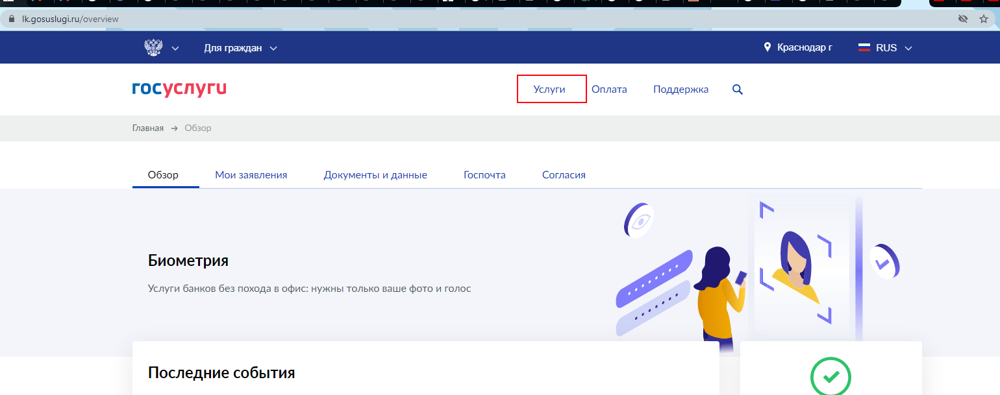 lk.gosuslugi.ru/overview
Для граждан
Краснодар г
RUS
госуслуги
Услуги
Оплата
Поддержка
Главная → Обзор
Обзор
Мои заявления
Документы и данные
Госпочта
Согласия
Биометрия
Услуги банков без похода в офис: нужны только ваше фото и голос
Последние события